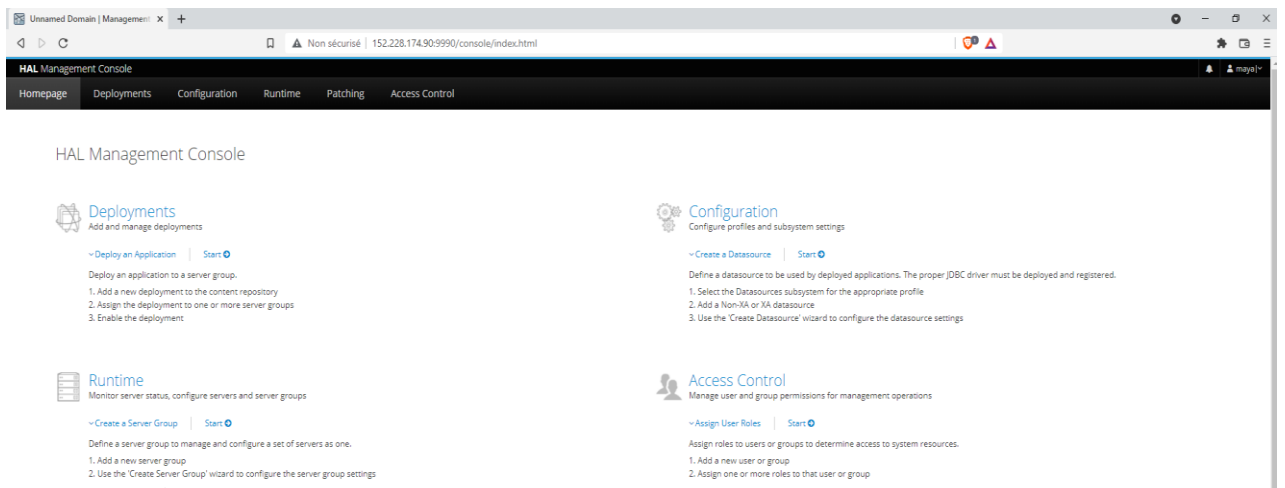 Unnamed Domain | Management
Non sécurisé 152.228.174.90:9990/console/index.html
HAL Management Console
maya
Homepage Deployments Configuration Runtime Patching Access Control
HAL Management Console
Deployments
Add and manage deployments
Deploy an Application Start
Deploy an application to a server group.
1. Add a new deployment to the content repository
2. Assign the deployment to one or more server groups
3. Enable the deployment
Configuration
Configure profiles and subsystem settings
Create a Datasource Start
Define a datasource to be used by deployed applications. The proper JDBC driver must be deployed and registered.
1. Select the Datasources subsystem for the appropriate profile
2. Add a Non-XA or XA datasource
3. Use the 'Create Datasource' wizard to configure the datasource settings
Runtime
Monitor server status, configure servers and server groups
Create a Server Group Start
Define a server group to manage and configure a set of servers as one.
1. Add a new server group
2. Use the 'Create Server Group' wizard to configure the server group settings
Access Control
Manage user and group permissions for management operations
Assign User Roles Start
Assign roles to users or groups to determine access to system resources.
1. Add a new user or group
2. Assign one or more roles to that user or group